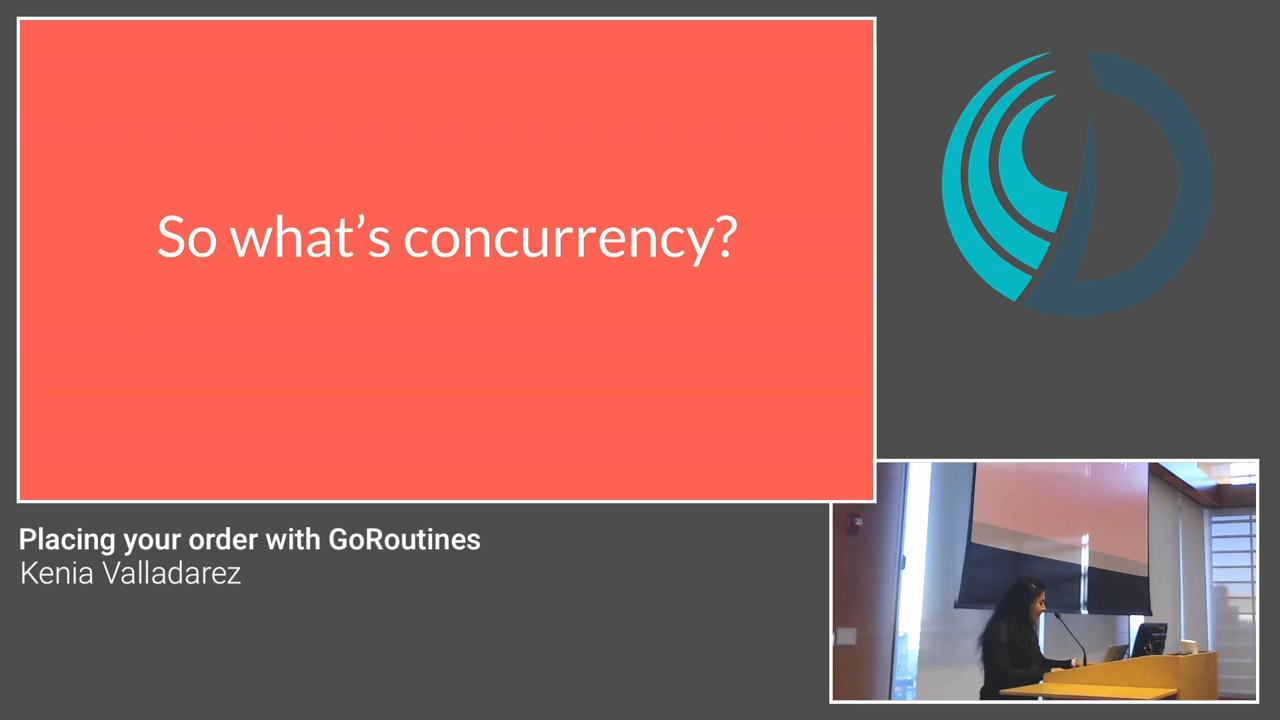 So what’s concurrency?
Placing your order with GoRoutines
Kenia Valladarez